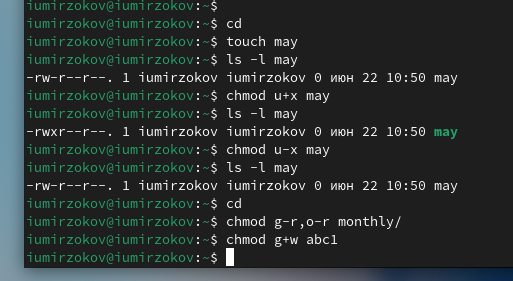 iumirzokov@iumirzokov:~$
iumirzokov@iumirzokov:~$ cd
iumirzokov@iumirzokov:~$ touch may
iumirzokov@iumirzokov:~$ ls -l may
-rw-r--r--. 1 iumirzokov iumirzokov 0 июн 22 10:50 may
iumirzokov@iumirzokov:~$ chmod u+x may
iumirzokov@iumirzokov:~$ ls -l may
-rwxr--r--. 1 iumirzokov iumirzokov 0 июн 22 10:50 may
iumirzokov@iumirzokov:~$ chmod u-x may
iumirzokov@iumirzokov:~$ ls -l may
-rw-r--r--. 1 iumirzokov iumirzokov 0 июн 22 10:50 may
iumirzokov@iumirzokov:~$ cd
iumirzokov@iumirzokov:~$ chmod g-r,o-r monthly/
iumirzokov@iumirzokov:~$ chmod g+w abc1
iumirzokov@iumirzokov:~$